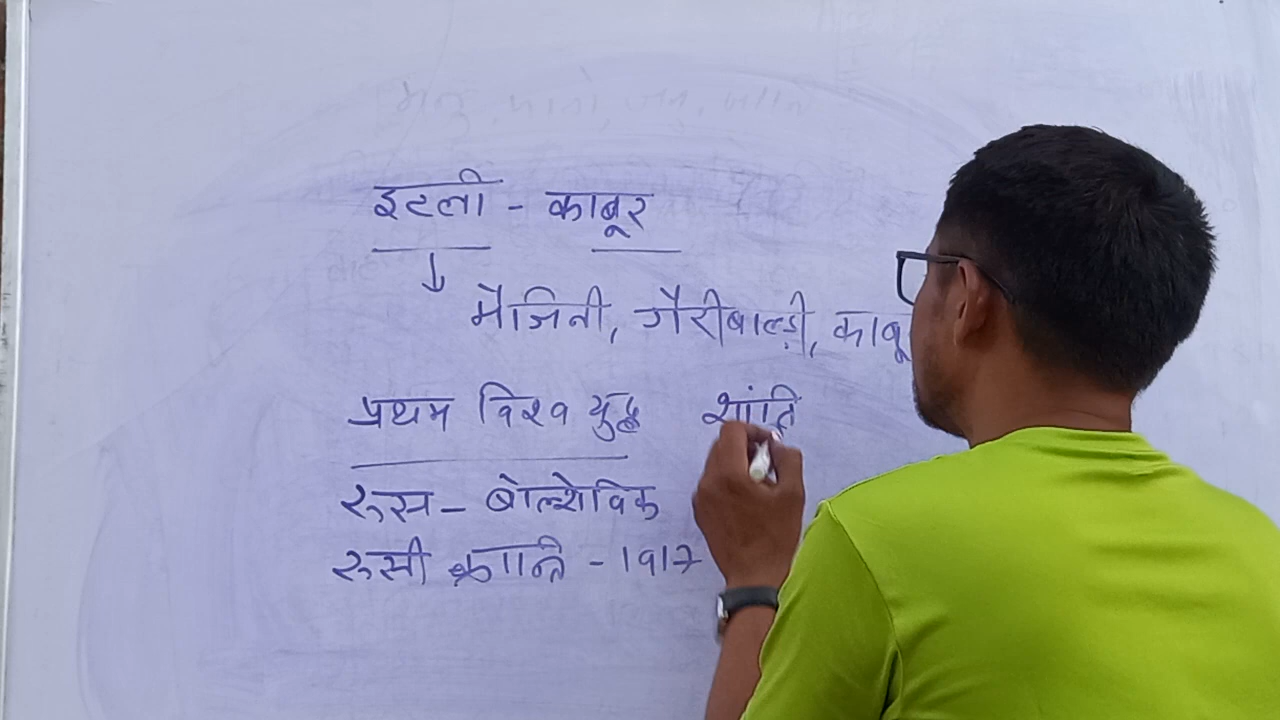 इटली - काबूर
↓
मैजिनी, गैरीबाल्ड़ी, काबू
प्रथम विश्व युद्ध शांति
रुस - बोल्शेविक
रुसी क्रान्ति - 1917